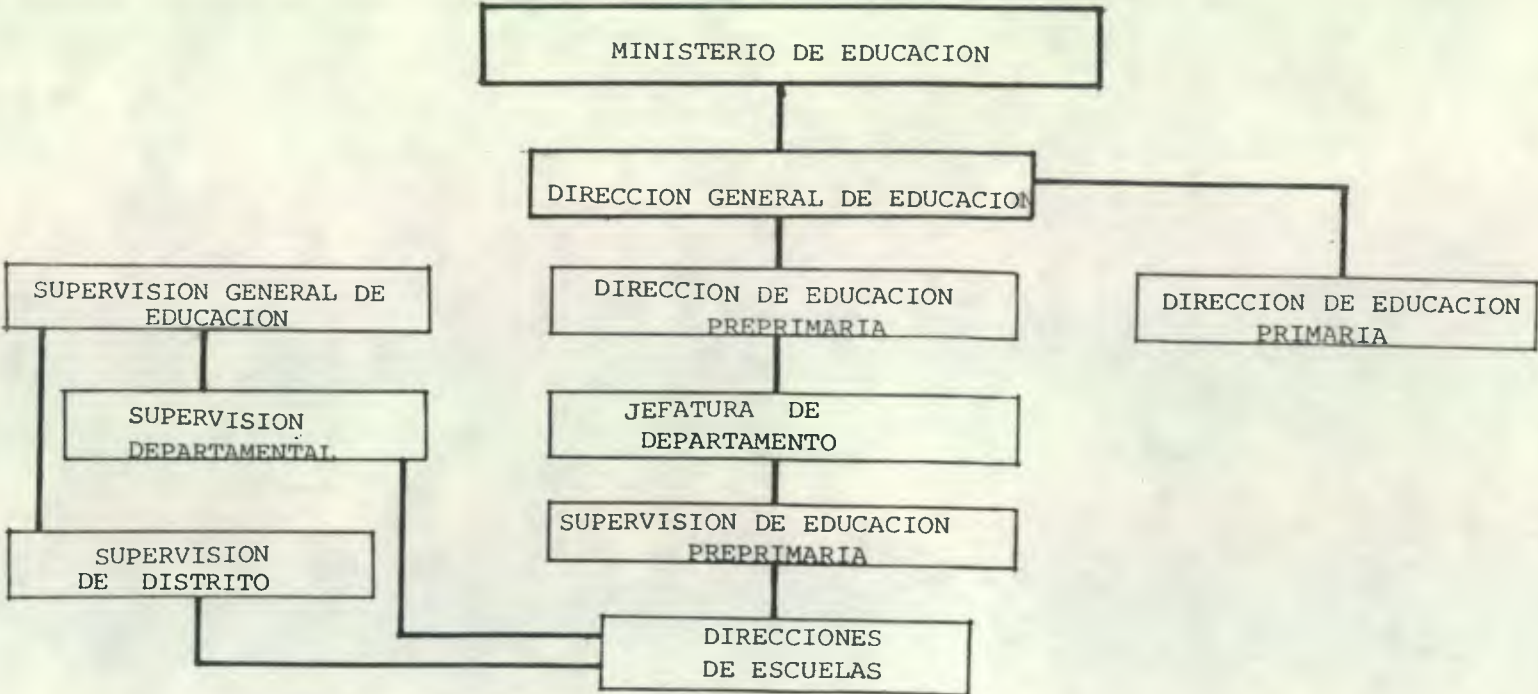 MINISTERIO DE EDUCACION
DIRECCION GENERAL DE EDUCACION
SUPERVISION GENERAL DE
EDUCACION
DIRECCION DE EDUCACION
PREPRIMARIA
DIRECCION DE EDUCACION
PRIMARIA
SUPERVISION
DEPARTAMENTAL
JEFATURA DE
DEPARTAMENTO
SUPERVISION DE EDUCACION
PREPRIMARIA
SUPERVISION
DE DISTRITO
DIRECCIONES
DE ESCUELAS